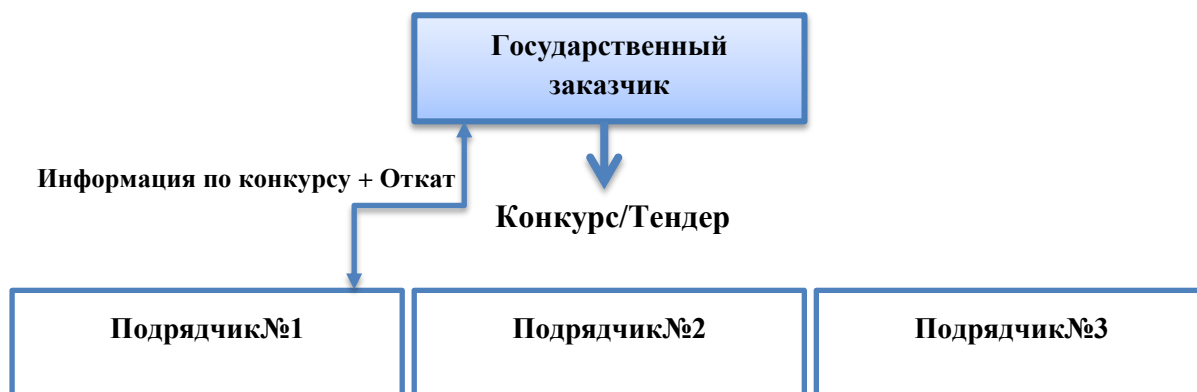 Государственный
заказчик
Информация по конкурсу + Откат
Конкурс/Тендер
Подрядчик№1
Подрядчик№2
Подрядчик№3